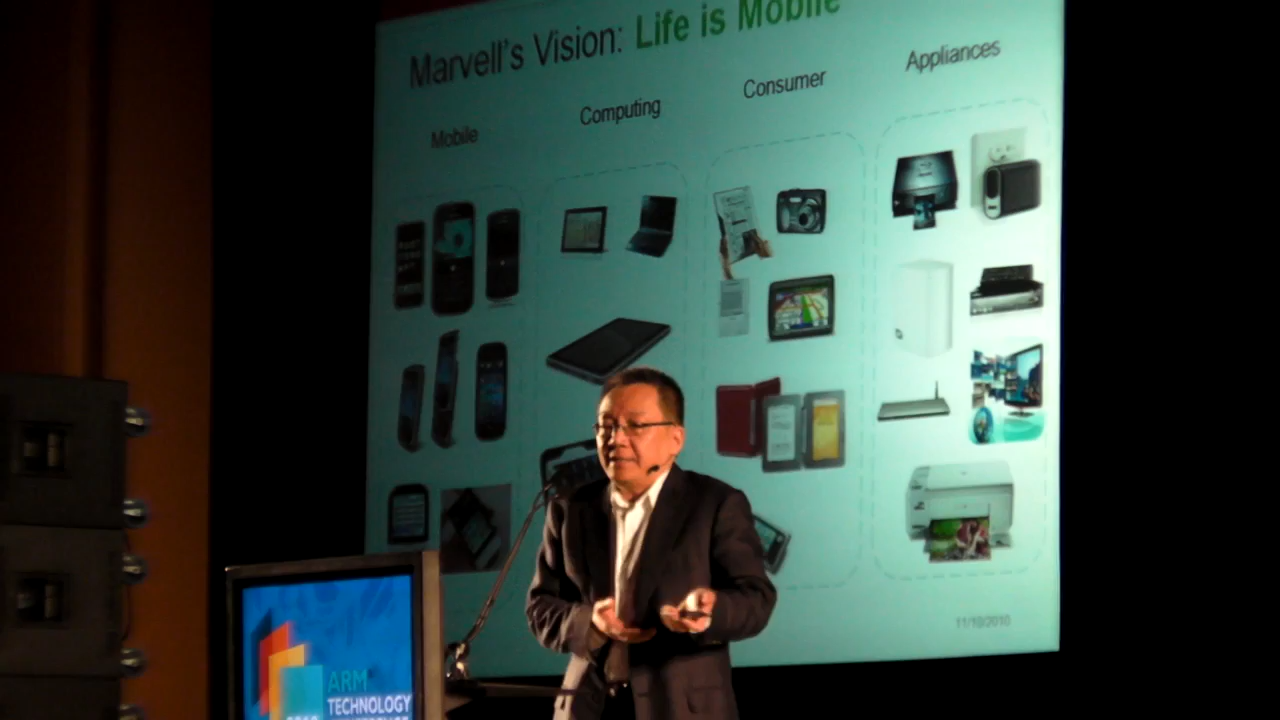 Marvell's Vision: Life is Mobile
Mobile
Computing
Consumer
Appliances
11/10/2010
ARM
TECHNOLOGY